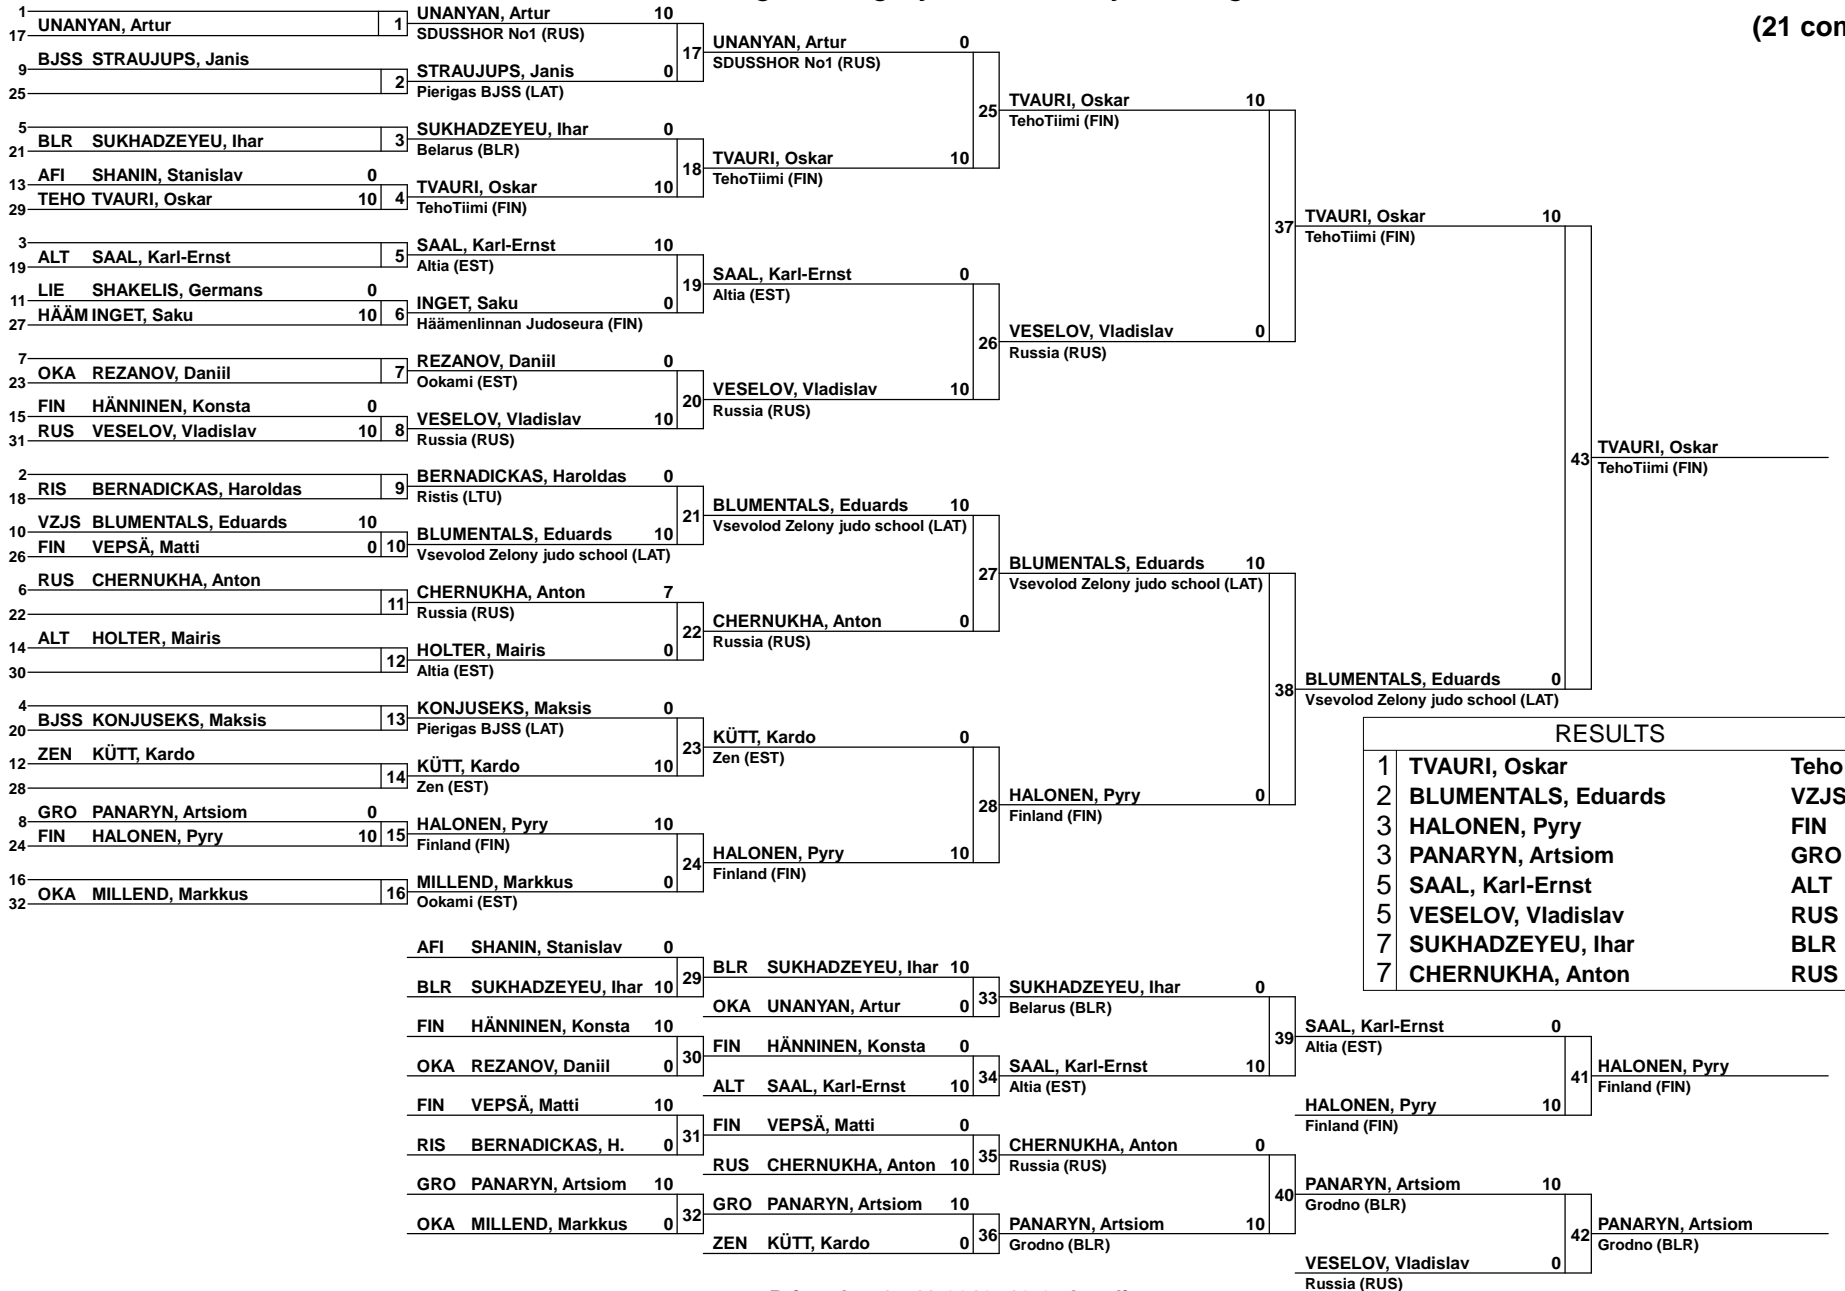 (21 con
1
17 UNANYAN, Artur 1
9 BJSS STRAUJUPS, Janis
25 2
5
21 BLR SUKHADZEYEU, Ihar 3
13 AFI SHANIN, Stanislav 0
29 TEHO TVAURI, Oskar 10 4
3
19 ALT SAAL, Karl-Ernst 5
11 LIE SHAKELIS, Germans 0
27 HÄÄM INGET, Saku 10 6
7
23 OKA REZANOV, Daniil 7
15 FIN HÄNNINEN, Konsta 0
31 RUS VESELOV, Vladislav 10 8
2
18 RIS BERNADICKAS, Haroldas 9
10 VZJS BLUMENTALS, Eduards 10
26 FIN VEPSÄ, Matti 0 10
6 RUS CHERNUKHA, Anton
22 11
14 ALT HOLTER, Mairis
30 12
4
20 BJSS KONJUSEKS, Maksis 13
12 ZEN KÜTT, Kardo
28 14
8 GRO PANARYN, Artsiom 0
24 FIN HALONEN, Pyry 10 15
16
32 OKA MILLEND, Markkus 16
UNANYAN, Artur 10
SDUSSHOR No1 (RUS)
17
STRAUJUPS, Janis 0
Pierigas BJSS (LAT)
SUKHADZEYEU, Ihar 0
Belarus (BLR)
18
TVAURI, Oskar 10
TehoTiimi (FIN)
SAAL, Karl-Ernst 10
Altia (EST)
19
INGET, Saku 0
Häämenlinnan Judoseura (FIN)
REZANOV, Daniil 0
Ookami (EST)
20
VESELOV, Vladislav 10
Russia (RUS)
BERNADICKAS, Haroldas 0
Ristis (LTU)
21
BLUMENTALS, Eduards 10
Vsevolod Zelony judo school (LAT)
CHERNUKHA, Anton 7
Russia (RUS)
22
HOLTER, Mairis 0
Altia (EST)
KONJUSEKS, Maksis 0
Pierigas BJSS (LAT)
23
KÜTT, Kardo 10
Zen (EST)
HALONEN, Pyry 10
Finland (FIN)
24
MILLEND, Markkus 0
Ookami (EST)
UNANYAN, Artur 0
SDUSSHOR No1 (RUS)
25
TVAURI, Oskar 10
TehoTiimi (FIN)
SAAL, Karl-Ernst 0
Altia (EST)
26
VESELOV, Vladislav 10
Russia (RUS)
BLUMENTALS, Eduards 10
Vsevolod Zelony judo school (LAT)
27
CHERNUKHA, Anton 0
Russia (RUS)
KÜTT, Kardo 0
Zen (EST)
28
HALONEN, Pyry 10
Finland (FIN)
TVAURI, Oskar 10
TehoTiimi (FIN)
37
VESELOV, Vladislav 0
Russia (RUS)
BLUMENTALS, Eduards 10
Vsevolod Zelony judo school (LAT)
38
HALONEN, Pyry 0
Finland (FIN)
TVAURI, Oskar 10
TehoTiimi (FIN)
43
BLUMENTALS, Eduards 0
Vsevolod Zelony judo school (LAT)
TVAURI, Oskar
TehoTiimi (FIN)
RESULTS
1 TVAURI, Oskar Teho
2 BLUMENTALS, Eduards VZJS
3 HALONEN, Pyry FIN
3 PANARYN, Artsiom GRO
5 SAAL, Karl-Ernst ALT
5 VESELOV, Vladislav RUS
7 SUKHADZEYEU, Ihar BLR
7 CHERNUKHA, Anton RUS
AFI SHANIN, Stanislav 0
29
BLR SUKHADZEYEU, Ihar 10
FIN HÄNNINEN, Konsta 10
30
OKA REZANOV, Daniil 0
FIN VEPSÄ, Matti 10
31
RIS BERNADICKAS, H. 0
GRO PANARYN, Artsiom 10
32
OKA MILLEND, Markkus 0
BLR SUKHADZEYEU, Ihar 10
33
OKA UNANYAN, Artur 0
FIN HÄNNINEN, Konsta 0
34
ALT SAAL, Karl-Ernst 10
FIN VEPSÄ, Matti 0
35
RUS CHERNUKHA, Anton 10
GRO PANARYN, Artsiom 10
36
ZEN KÜTT, Kardo 0
SUKHADZEYEU, Ihar 0
Belarus (BLR)
39
SAAL, Karl-Ernst 10
Altia (EST)
CHERNUKHA, Anton 0
Russia (RUS)
40
PANARYN, Artsiom 10
Grodno (BLR)
SAAL, Karl-Ernst 0
Altia (EST)
41
HALONEN, Pyry 10
Finland (FIN)
PANARYN, Artsiom 10
Grodno (BLR)
42
VESELOV, Vladislav 0
Russia (RUS)
HALONEN, Pyry
Finland (FIN)
PANARYN, Artsiom
Grodno (BLR)